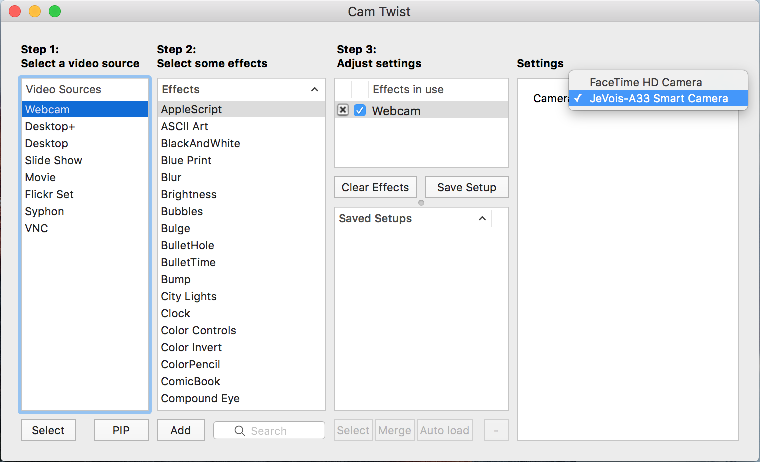 Cam Twist
Step 1:
Select a video source
Step 2:
Select some effects
Step 3:
Adjust settings
Settings
Video Sources
Webcam
Desktop+
Desktop
Slide Show
Movie
Flickr Set
Syphon
VNC
Select
PIP
Effects
AppleScript
ASCII Art
BlackAndWhite
Blue Print
Blur
Brightness
Bubbles
Bulge
BulletHole
BulletTime
Bump
City Lights
Clock
Color Controls
Color Invert
ColorPencil
ComicBook
Compound Eye
Add
Search
Effects in use
Webcam
Clear Effects
Save Setup
Saved Setups
Select
Merge
Auto load
-
FaceTime HD Camera
Camera
JeVois-A33 Smart Camera